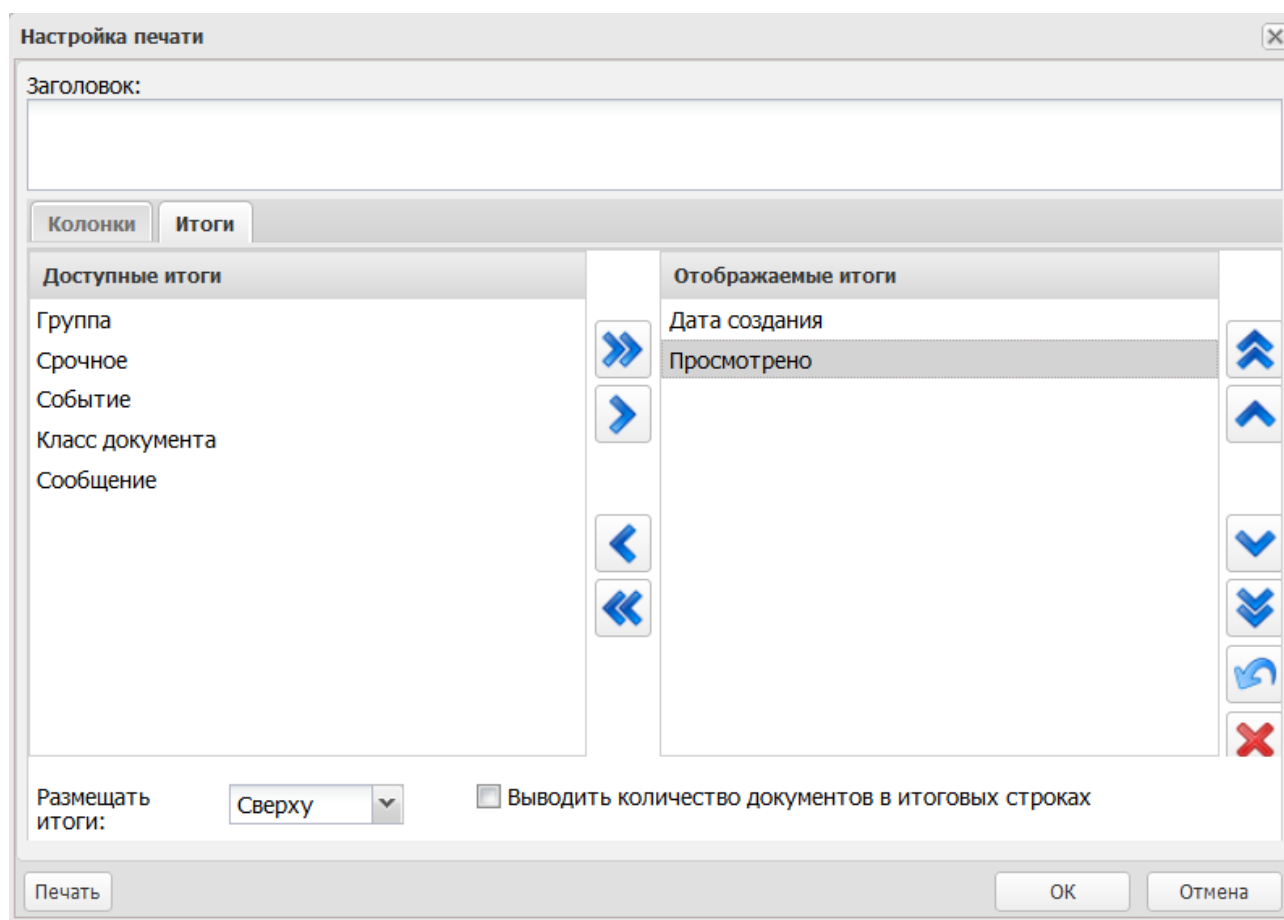 Настройка печати
Заголовок:
Колонки Итоги
Доступные итоги Отображаемые итоги
Группа Дата создания
Срочное Просмотрено
Событие
Класс документа
Сообщение
Размещать Сверху Выводить количество документов в итоговых строках
итоги:
Печать ОК Отмена